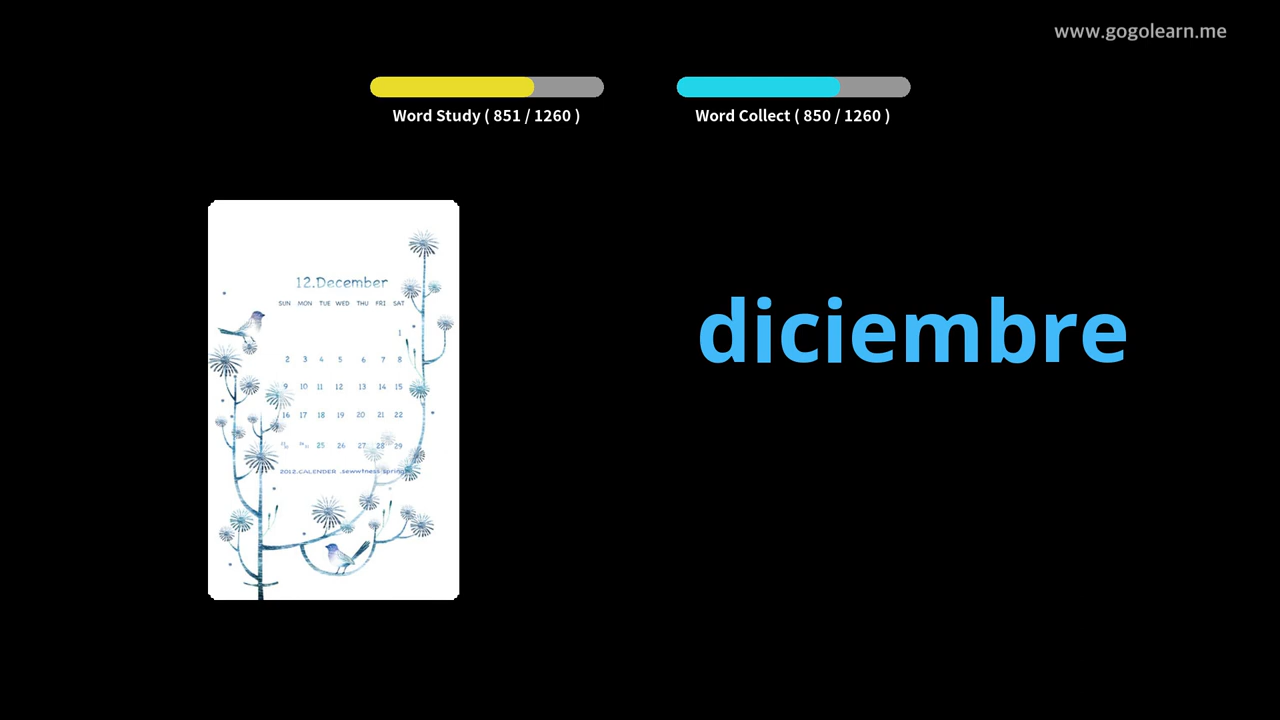 www.gogolearn.me
Word Study ( 851 / 1260 )
Word Collect ( 850 / 1260 )
12.December
SUN MON TUE WED THU FRI SAT
1
2 3 4 5 6 7 8
9 10 11 12 13 14 15
16 17 18 19 20 21 22
25 26 27 28 29
2012.CALENDER .sewwtness spring
diciembre